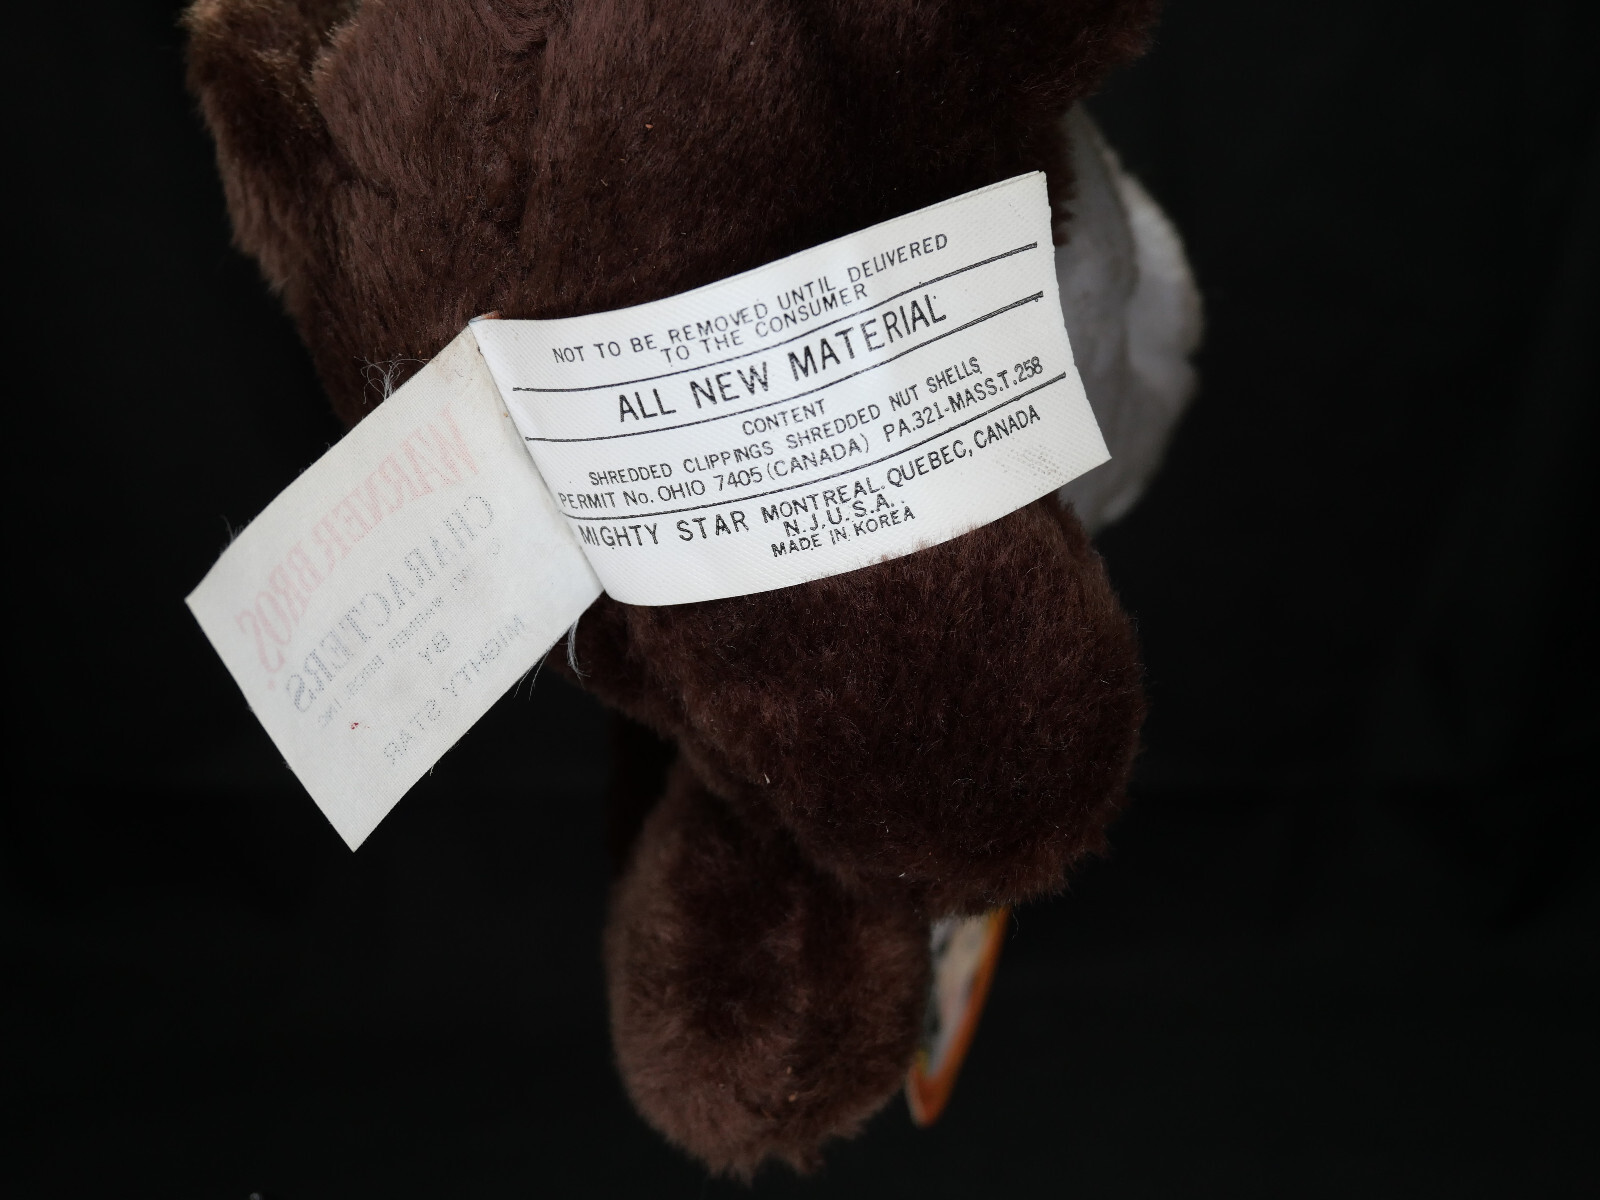 NOT TO BE REMOVED UNTIL DELIVERED
TO THE CONSUMER
ALL NEW MATERIAL
CONTENT
SHREDDED CLIPPINGS SHREDDED NUT SHELLS
PERMIT No. OHIO 7405 (CANADA) PA.321-MASS.T.258
MIGHTY STAR MONTREAL. QUEBEC, CANADA
N.J.U.S.A.
MADE IN KOREA
WARNER BROS
CHARACTERS
BY
MIGHTY STAR